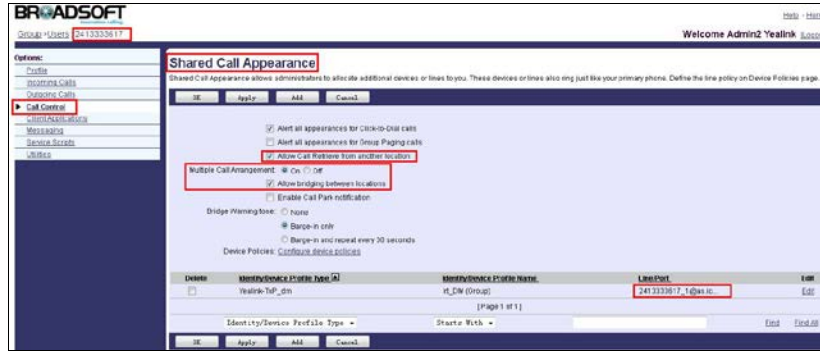 BROADSOFT
Help - Home
Group >Users : 2413333617
Welcome Admin2 Yealink
Options:
Profile
Incoming Calls
Outgoing Calls
Call Control
Client Applications
Messaging
Service Scripts
Utilities
Shared Call Appearance
Shared Call Appearance allows administrators to allocate additional devices or lines to you. These devices or lines also ring just like your primary phone. Define the line policy on Device Policies page.
OK Apply Add Cancel
Alert all appearances for Click-to-Dial calls
Alert all appearances for Group Paging calls
Allow Call Retrieve from another location
Multiple Call Arrangement: On Off
Allow bridging between locations
Enable Call Park notification
Bridge Warning tone: None
Barge-in only
Barge-in and repeat every 30 seconds
Device Policies: Configure device policies
Delete Identity/Device Profile Type Identity/Device Profile Name Line/Port Edit
(Group) 2413333617_1@as.io... Edit
[Page 1 of 1]
Identity/Device Profile Type Starts With Find Find All
OK Apply Add Cancel